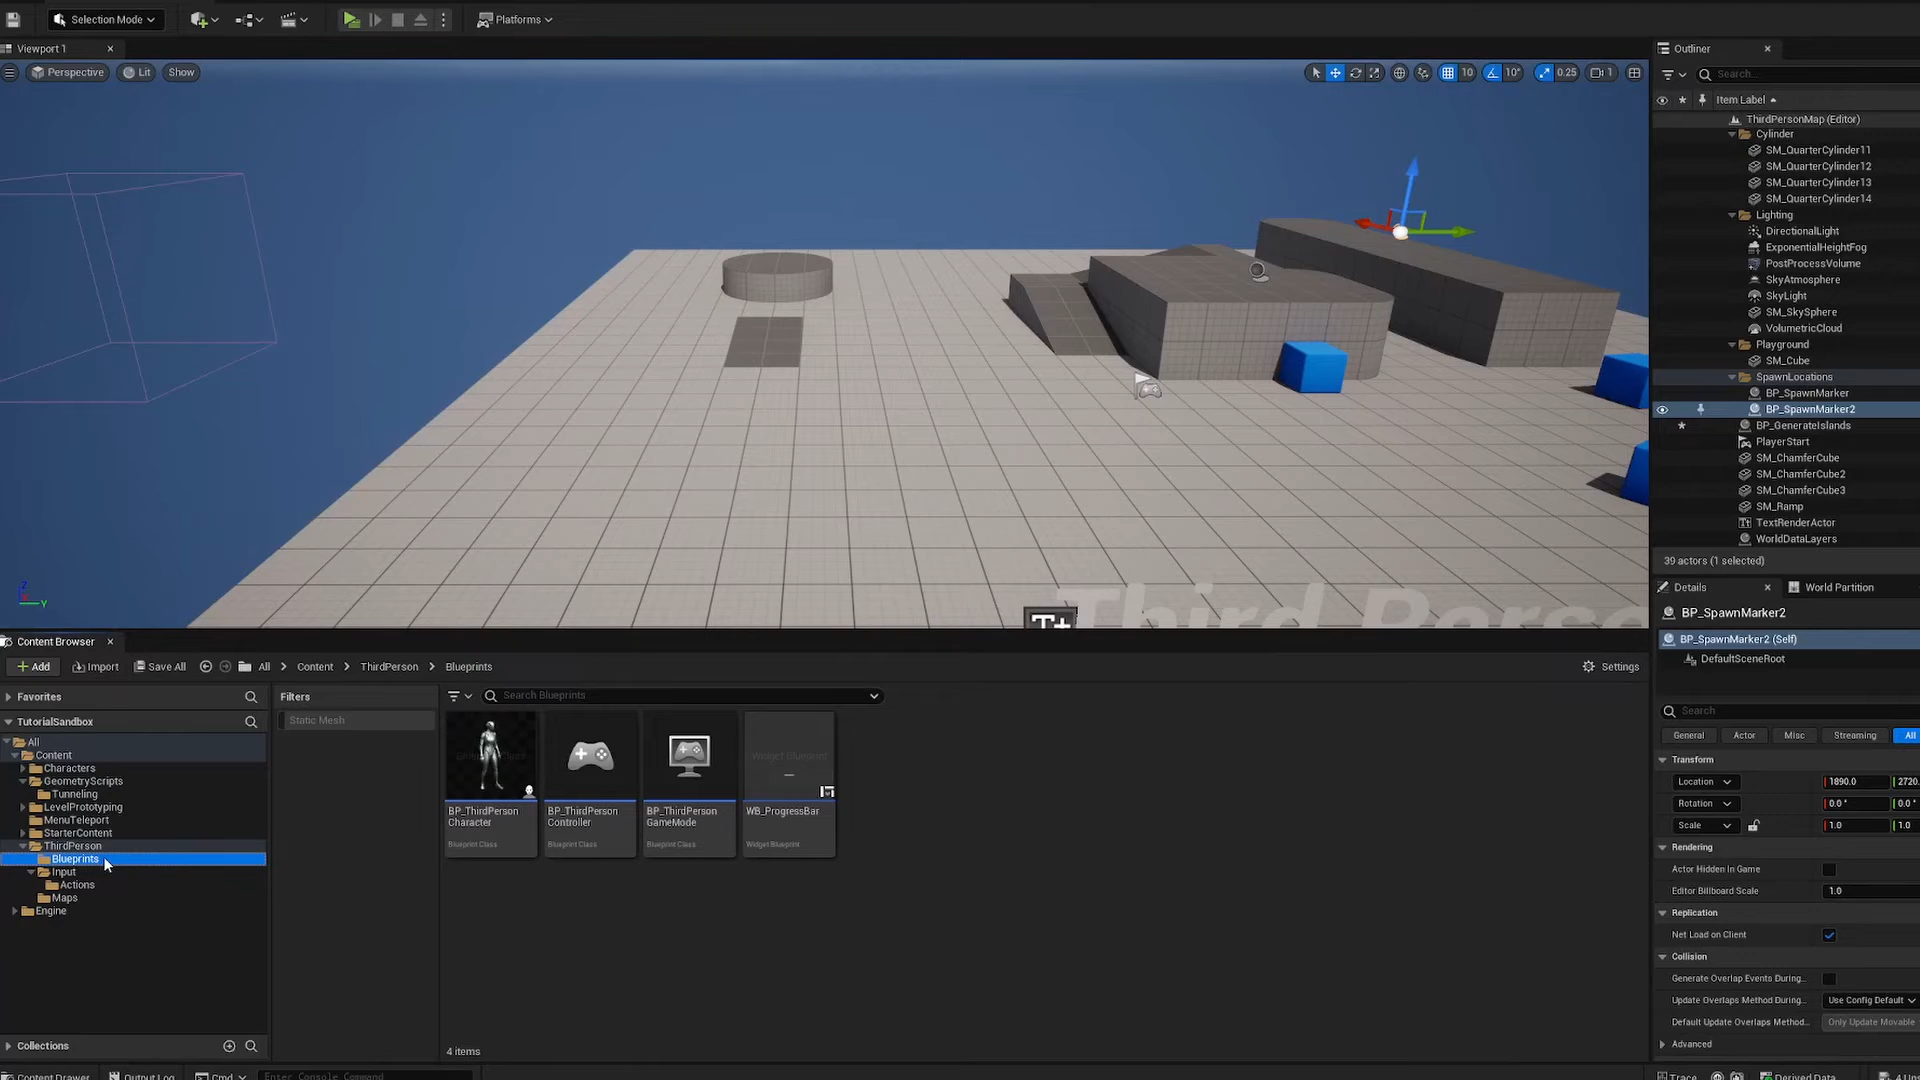 Selection Mode
Platforms
Viewport 1
Perspective
Lit
Show
10
10°
0.25
1
Third Perso
T+
Outliner
Search...
Item Label
ThirdPersonMap (Editor)
Cylinder
SM_QuarterCylinder11
SM_QuarterCylinder12
SM_QuarterCylinder13
SM_QuarterCylinder14
Lighting
DirectionalLight
ExponentialHeightFog
PostProcessVolume
SkyAtmosphere
SkyLight
SM_SkySphere
VolumetricCloud
Playground
SM_Cube
SpawnLocations
BP_SpawnMarker
BP_SpawnMarker2
BP_GenerateIslands
PlayerStart
SM_ChamferCube
SM_ChamferCube2
SM_ChamferCube3
SM_Ramp
TextRenderActor
WorldDataLayers
39 actors (1 selected)
Details
World Partition
BP_SpawnMarker2
BP_SpawnMarker2 (Self)
DefaultSceneRoot
Search
General
Actor
Misc
Streaming
All
Transform
Location
1890.0
2720.
Rotation
0.0°
0.0°
Scale
1.0
1.0
Rendering
Actor Hidden In Game
Editor Billboard Scale
1.0
Replication
Net Load on Client
Collision
Generate Overlap Events During...
Update Overlaps Method During...
Use Config Default
Default Update Overlaps Method...
Only Update Movable
Advanced
Trace
Derived Data
Content Browser
Add
Import
Save All
All
Content
ThirdPerson
Blueprints
Settings
Favorites
TutorialSandbox
All
Content
Characters
GeometryScripts
Tunneling
LevelPrototyping
MenuTeleport
StarterContent
ThirdPerson
Blueprints
Input
Actions
Maps
Engine
Collections
Filters
Static Mesh
Search Blueprints
BP_ThirdPerson
Character
Blueprint Class
BP_ThirdPerson
Controller
Blueprint Class
BP_ThirdPerson
GameMode
Blueprint Class
Widget Blueprint
WB_ProgressBar
Widget Blueprint
4 items
Content Drawer
Output Log
Cmd
Enter Console Command
Z
Y